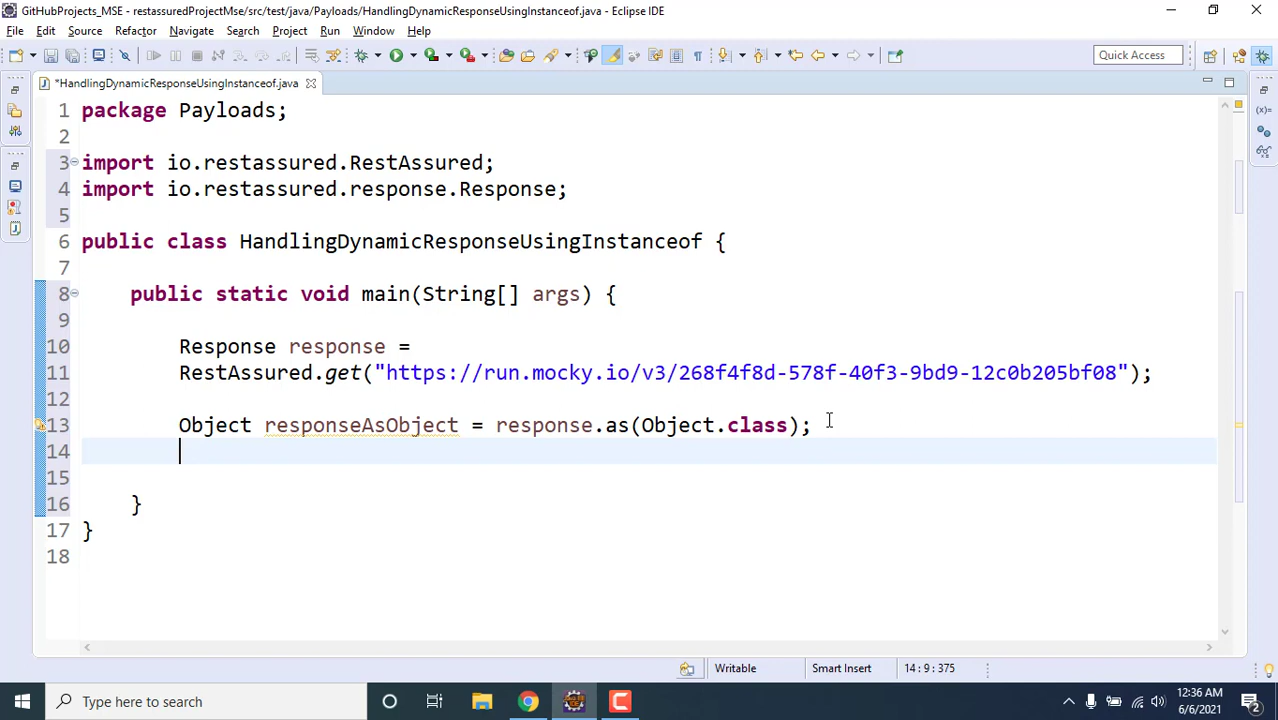 GitHubProjects_MSE - restassuredProjectMse/src/test/java/Payloads/HandlingDynamicResponseUsingInstanceof.java - Eclipse IDE
File Edit Source Refactor Navigate Search Project Run Window Help
Quick Access
*HandlingDynamicResponseUsingInstanceof.java
1 package Payloads;
2
3 import io.restassured.RestAssured;
4 import io.restassured.response.Response;
5
6 public class HandlingDynamicResponseUsingInstanceof {
7
8 public static void main(String[] args) {
9
10 Response response =
11 RestAssured.get("https://run.mocky.io/v3/268f4f8d-578f-40f3-9bd9-12c0b205bf08");
12
13 Object responseAsObject = response.as(Object.class);
14
15
16 }
17 }
18
Writable Smart Insert 14 : 9 : 375
Type here to search
12:36 AM
6/6/2021
2